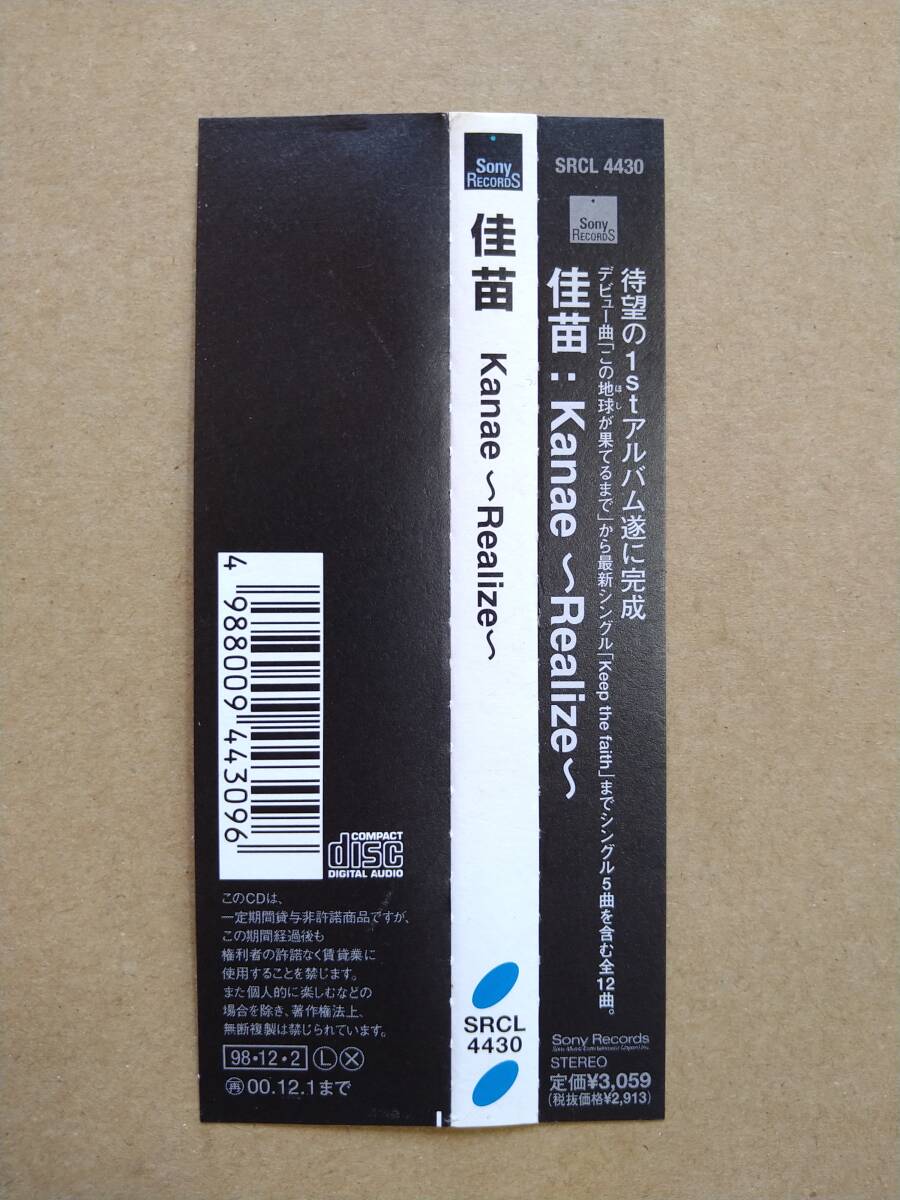 SRCL 4430
Sony
RECORDS
待望の1stアルバム遂に完成
デビュー曲「この地球が果てるまで」から最新シングル「Keep the faith」までシングル5曲を含む全12曲。
ほし
佳苗：Kanae 〜Realize〜
Sony Records
Sony Music Entertainment (Japan) Inc.
STEREO
定価¥3,059
(税抜価格¥2,913)
Sony
RECORDS
佳苗 Kanae 〜Realize〜
SRCL
4430
4 988009 443096
COMPACT
disc
DIGITAL AUDIO
このCDは、
一定期間貸与非許諾商品ですが、
この期間経過後も
権利者の許諾なく賃貸業に
使用することを禁じます。
また個人的に楽しむなどの
場合を除き、著作権法上、
無断複製は禁じられています。
98・12・2 Ⓛ Ⓧ
㊢00.12.1まで